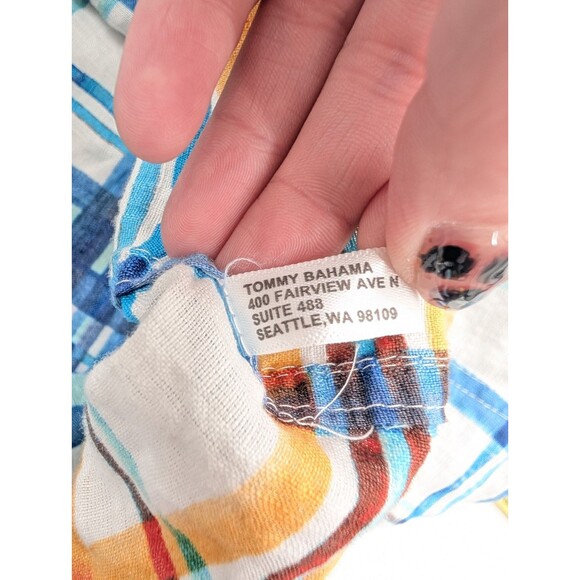 TOMMY BAHAMA
400 FAIRVIEW AVE N
SUITE 488
SEATTLE,WA 98109